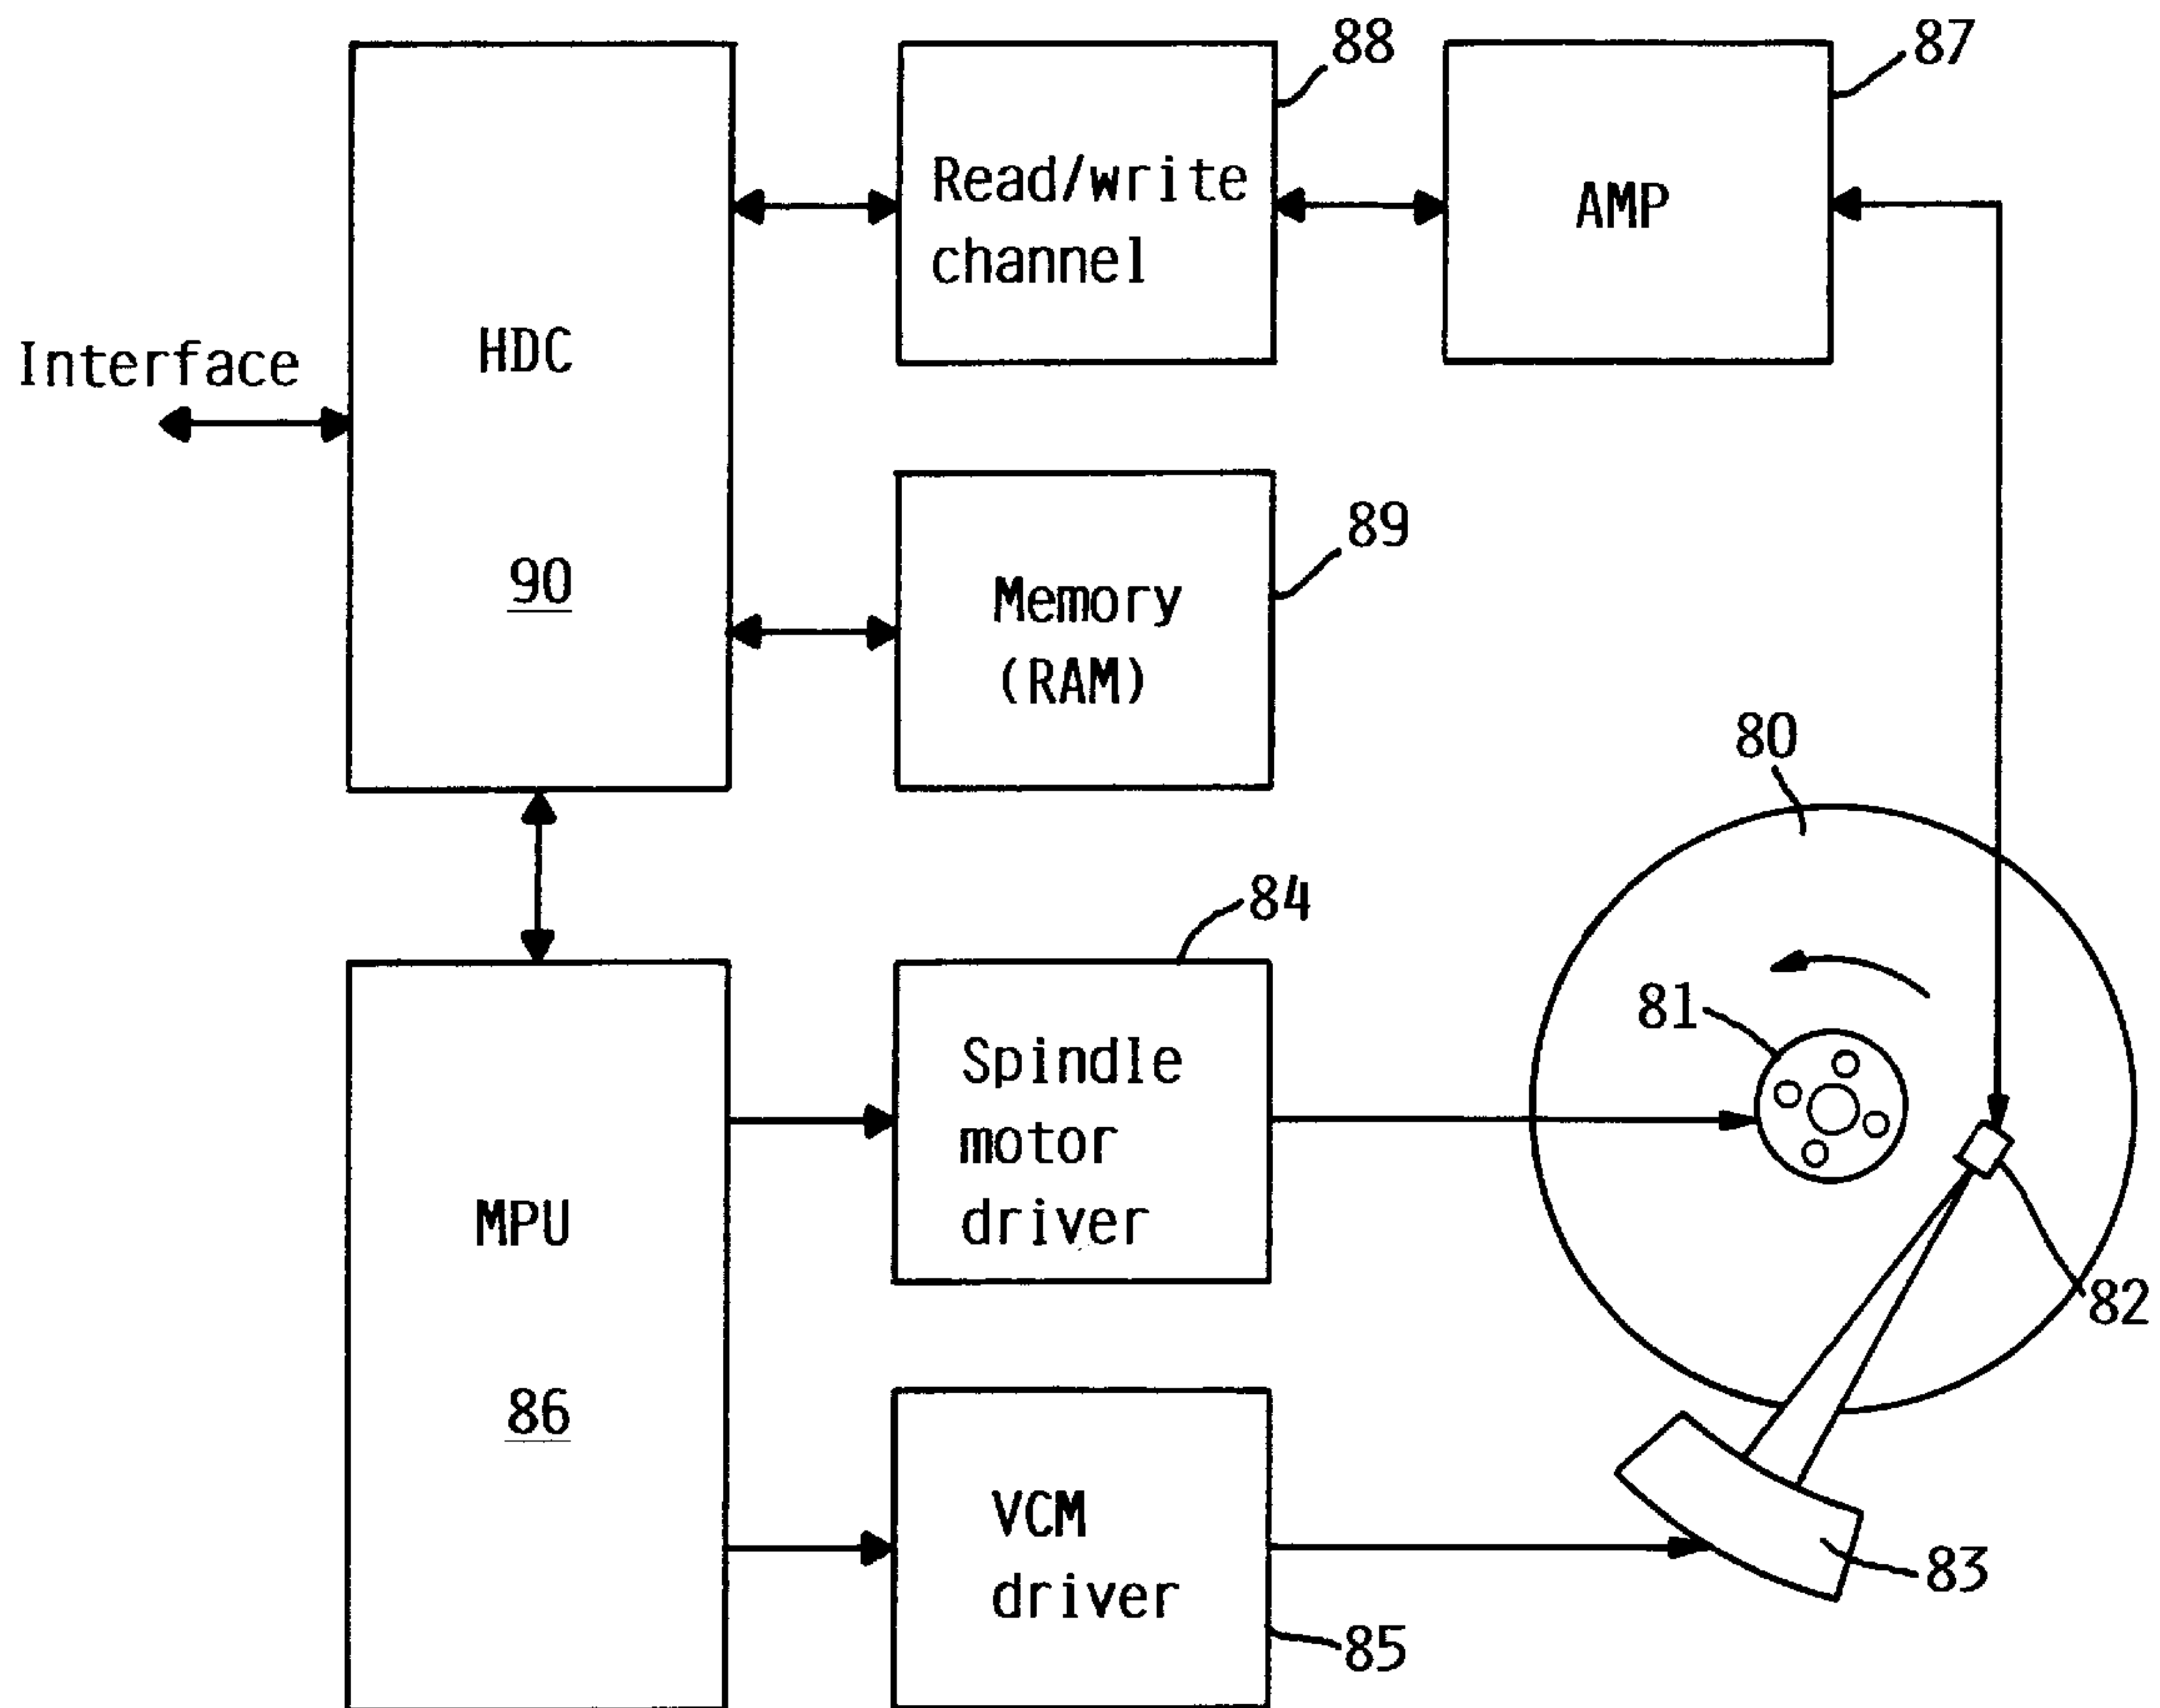 88
87
Read/write
channel
AMP
HDC
Interface
90
89
Memory
(RAM)
80
84
81
Spindle
motor
driver
82
MPU
86
VCM
driver
83
85